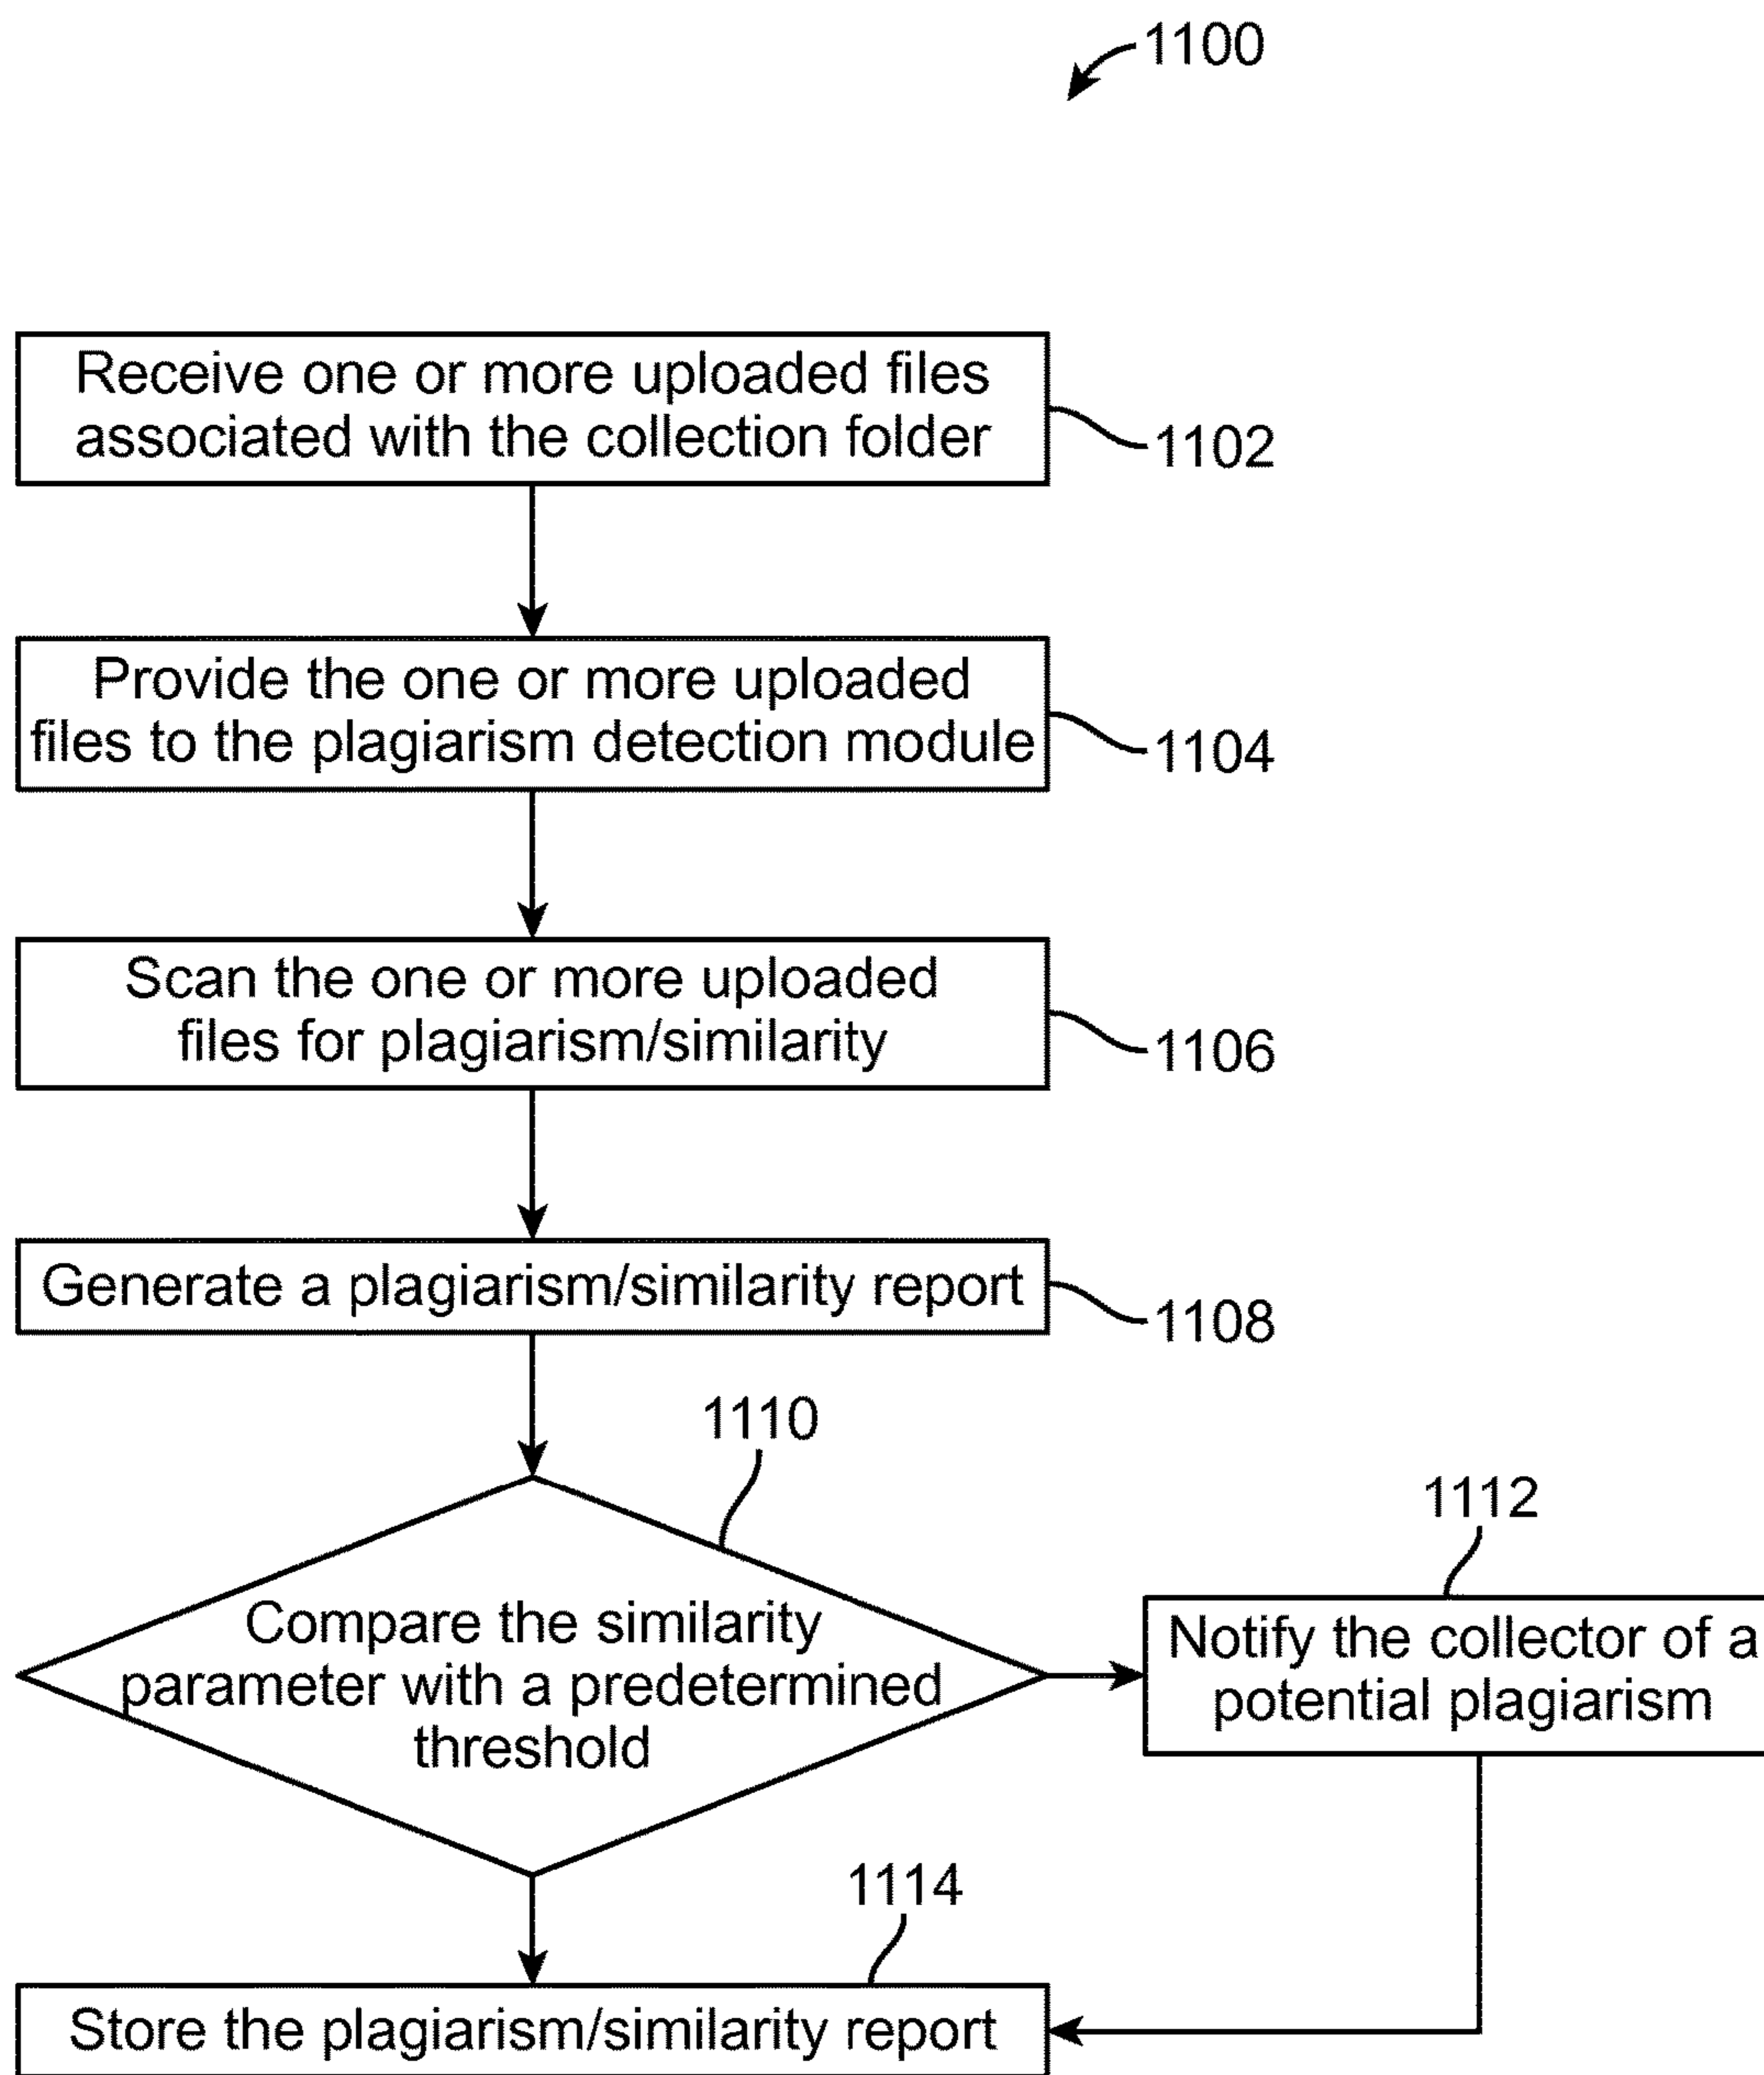 1100
Receive one or more uploaded files
associated with the collection folder
1102
Provide the one or more uploaded
files to the plagiarism detection module
1104
Scan the one or more uploaded
files for plagiarism/similarity
1106
Generate a plagiarism/similarity report
1108
1110
Compare the similarity
parameter with a predetermined
threshold
1112
Notify the collector of a
potential plagiarism
1114
Store the plagiarism/similarity report